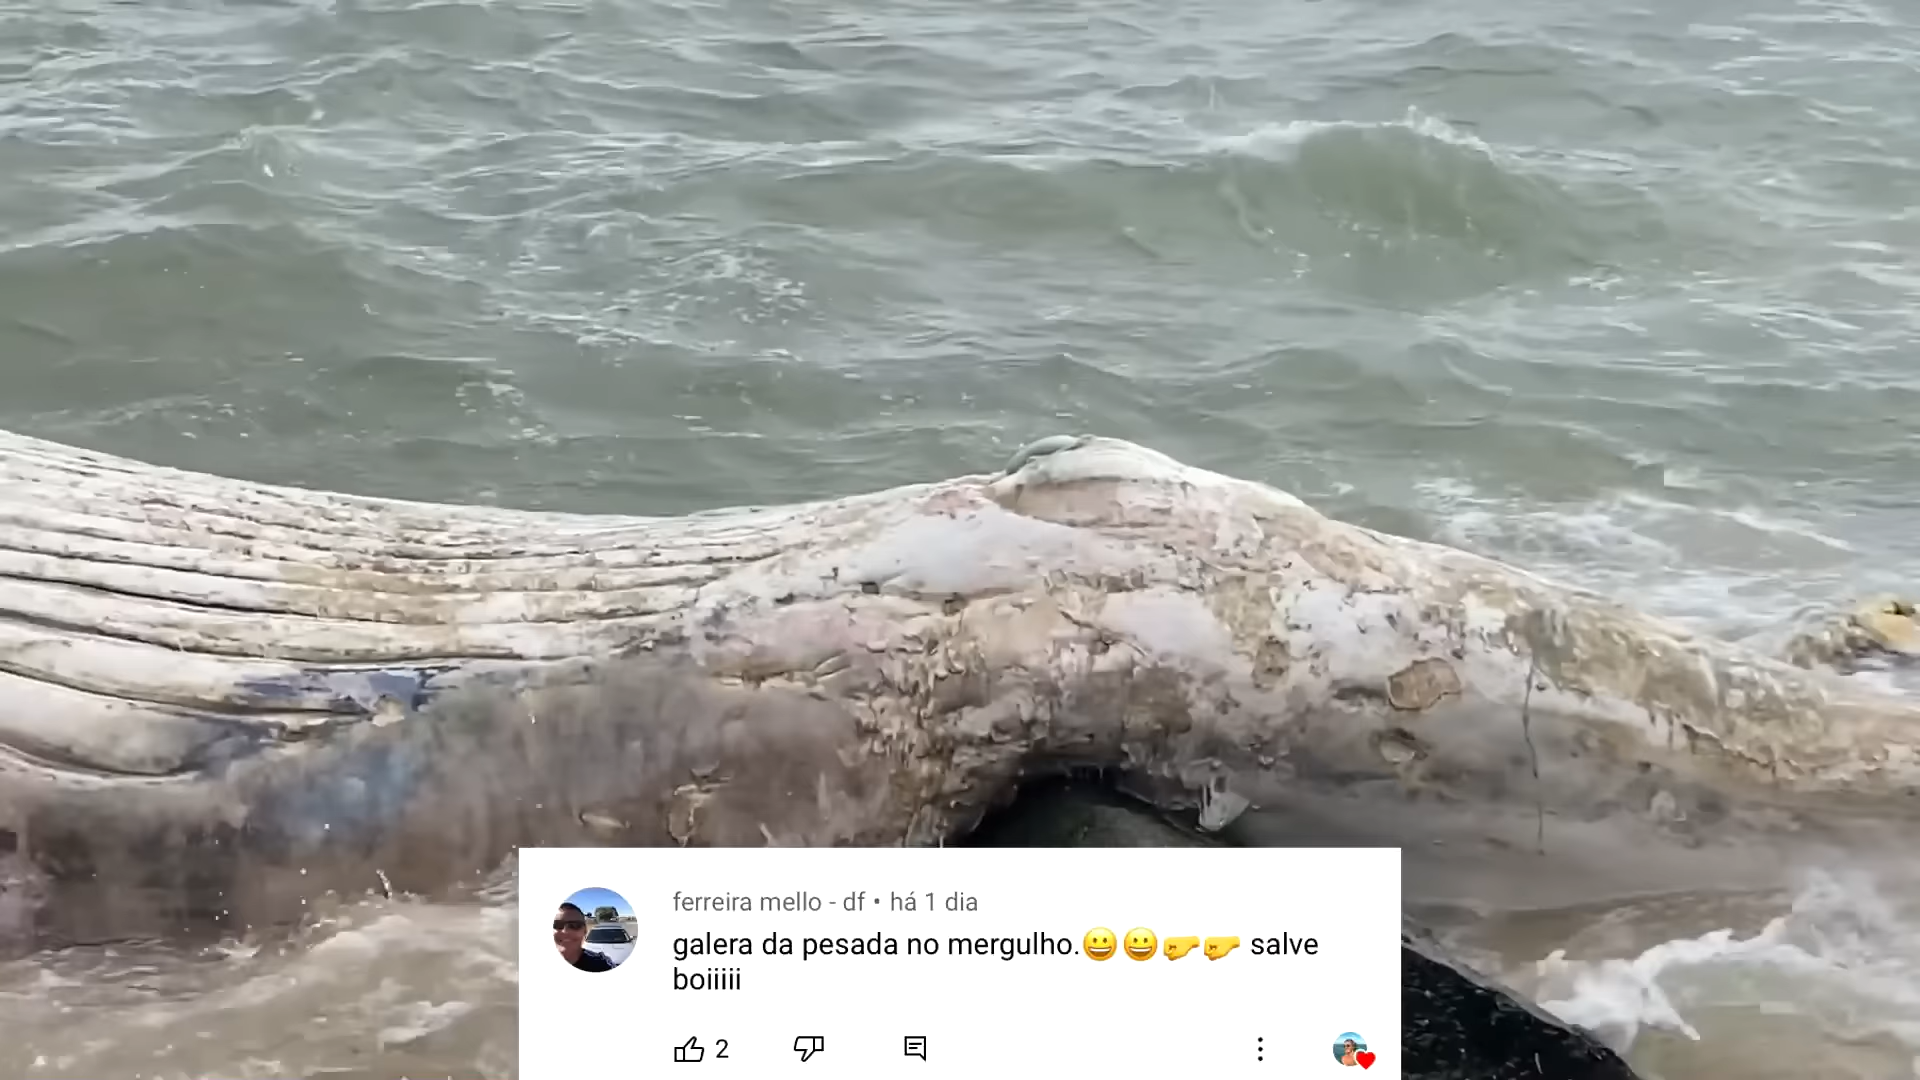 ferreira mello - df • há 1 dia
galera da pesada no mergulho.😀😀🤛🤛 salve
boiiiii
2